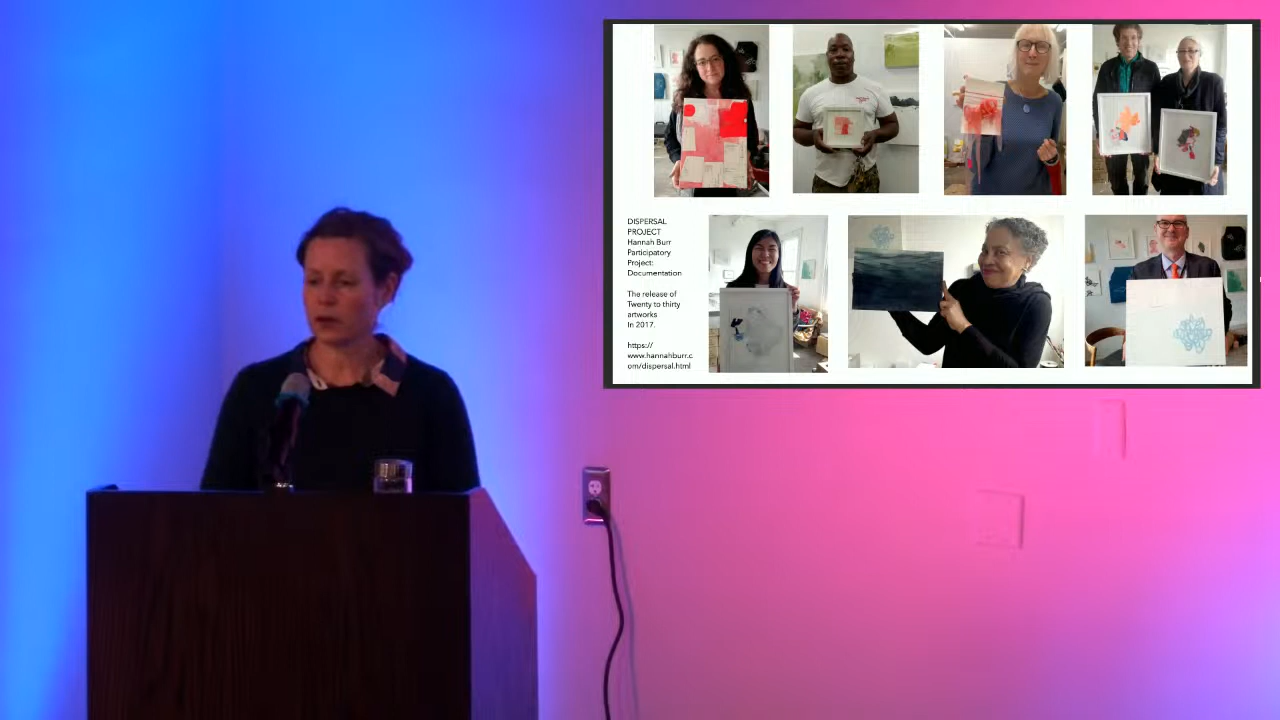 DISPERSAL
PROJECT
Hannah Burr
Participatory
Project:
Documentation
The release of
Twenty to thirty
artworks
In 2017.
https://
www.hannahburr.c
om/dispersal.html